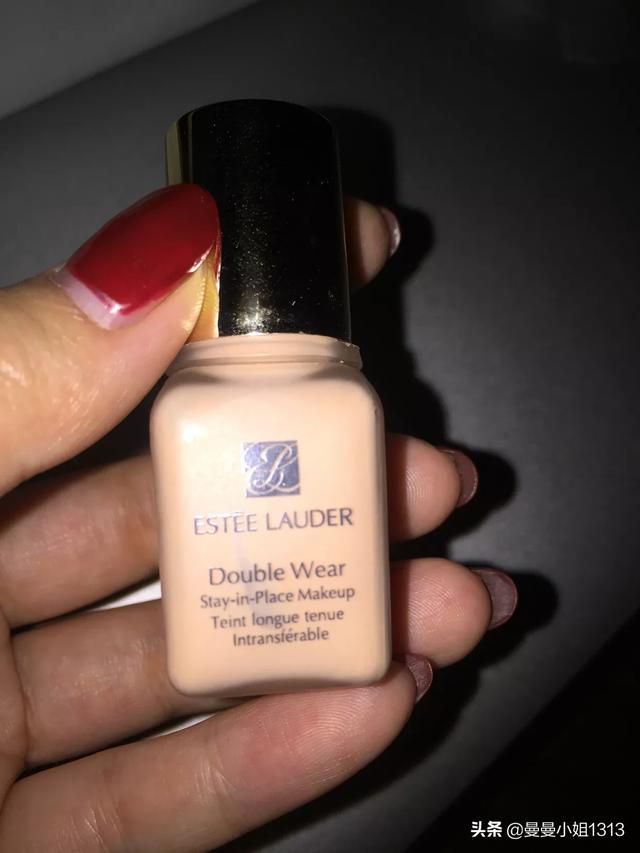 ESTĒE LAUDER
Double Wear
Stay-in-Place Makeup
Teint longue tenue
Intransférable
头条 @曼曼小姐1313